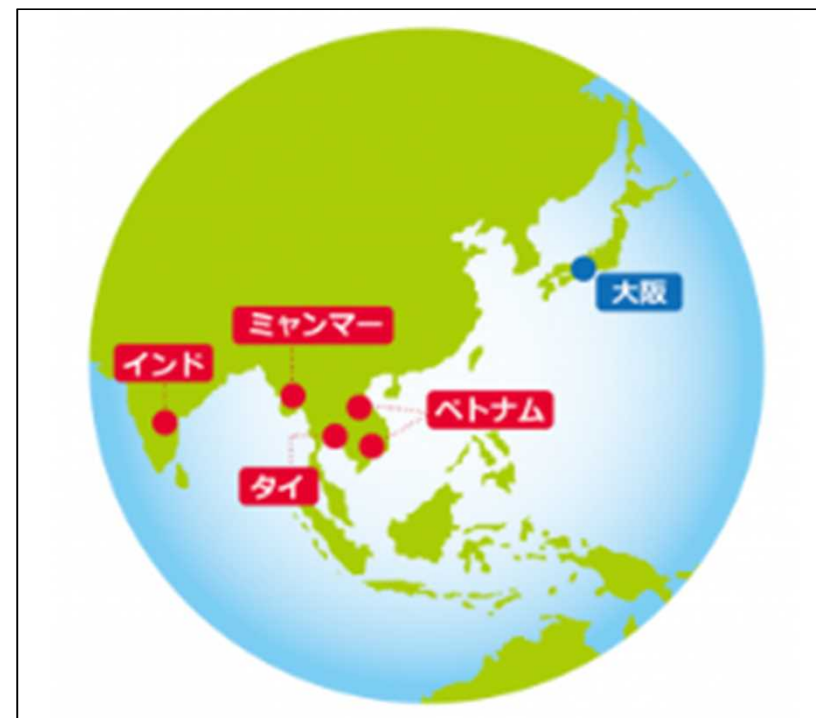 大阪
ミャンマー
インド
ベトナム
タイ